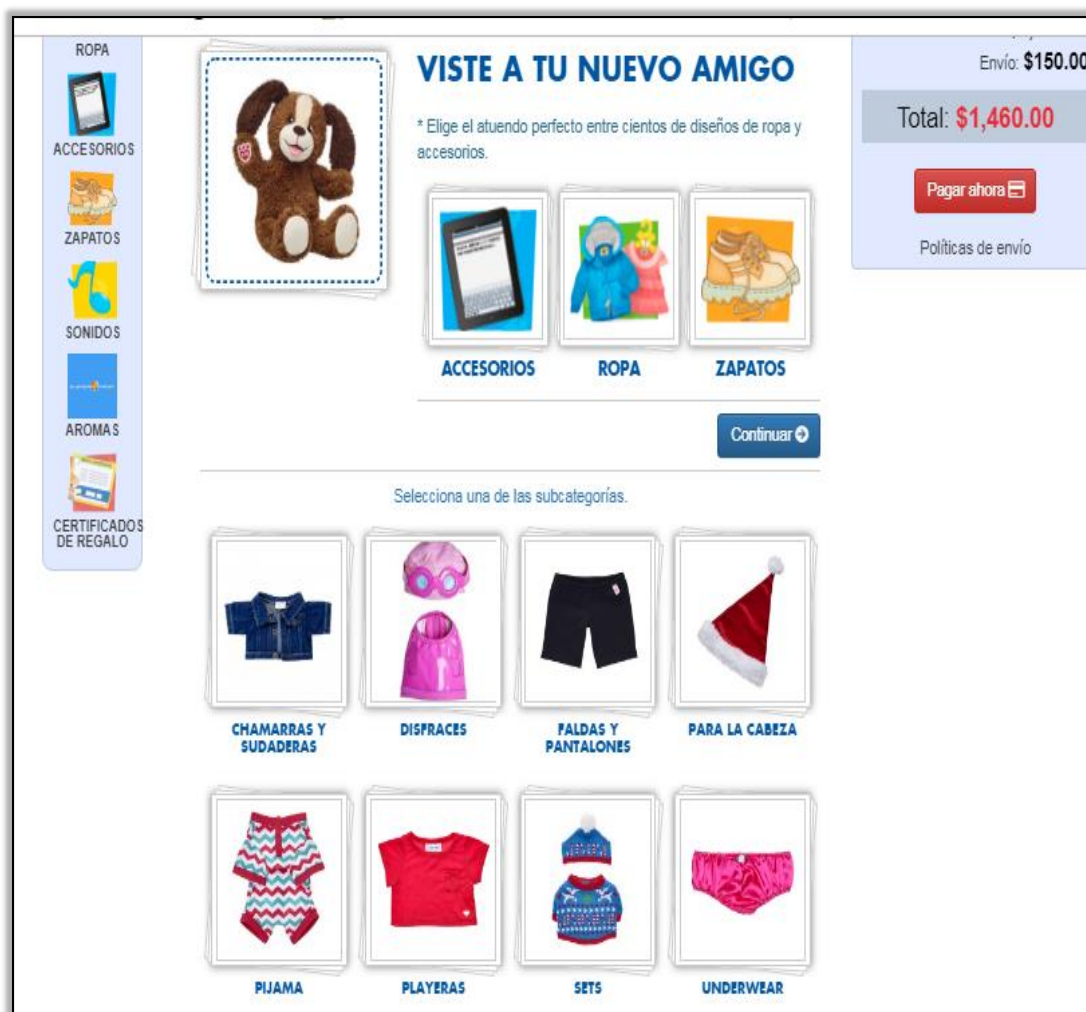 ROPA
ACCESORIOS
ZAPATOS
SONIDOS
AROMAS
CERTIFICADOS
DE REGALO
VISTE A TU NUEVO AMIGO
* Elige el atuendo perfecto entre cientos de diseños de ropa y
accesorios.
ACCESORIOS
ROPA
ZAPATOS
Continuar
Selecciona una de las subcategorías.
CHAMARRAS Y
SUDADERAS
DISFRACES
FALDAS Y
PANTALONES
PARA LA CABEZA
PIJAMA
PLAYERAS
SETS
UNDERWEAR
Envío: $150.00
Total: $1,460.00
Pagar ahora
Políticas de envío